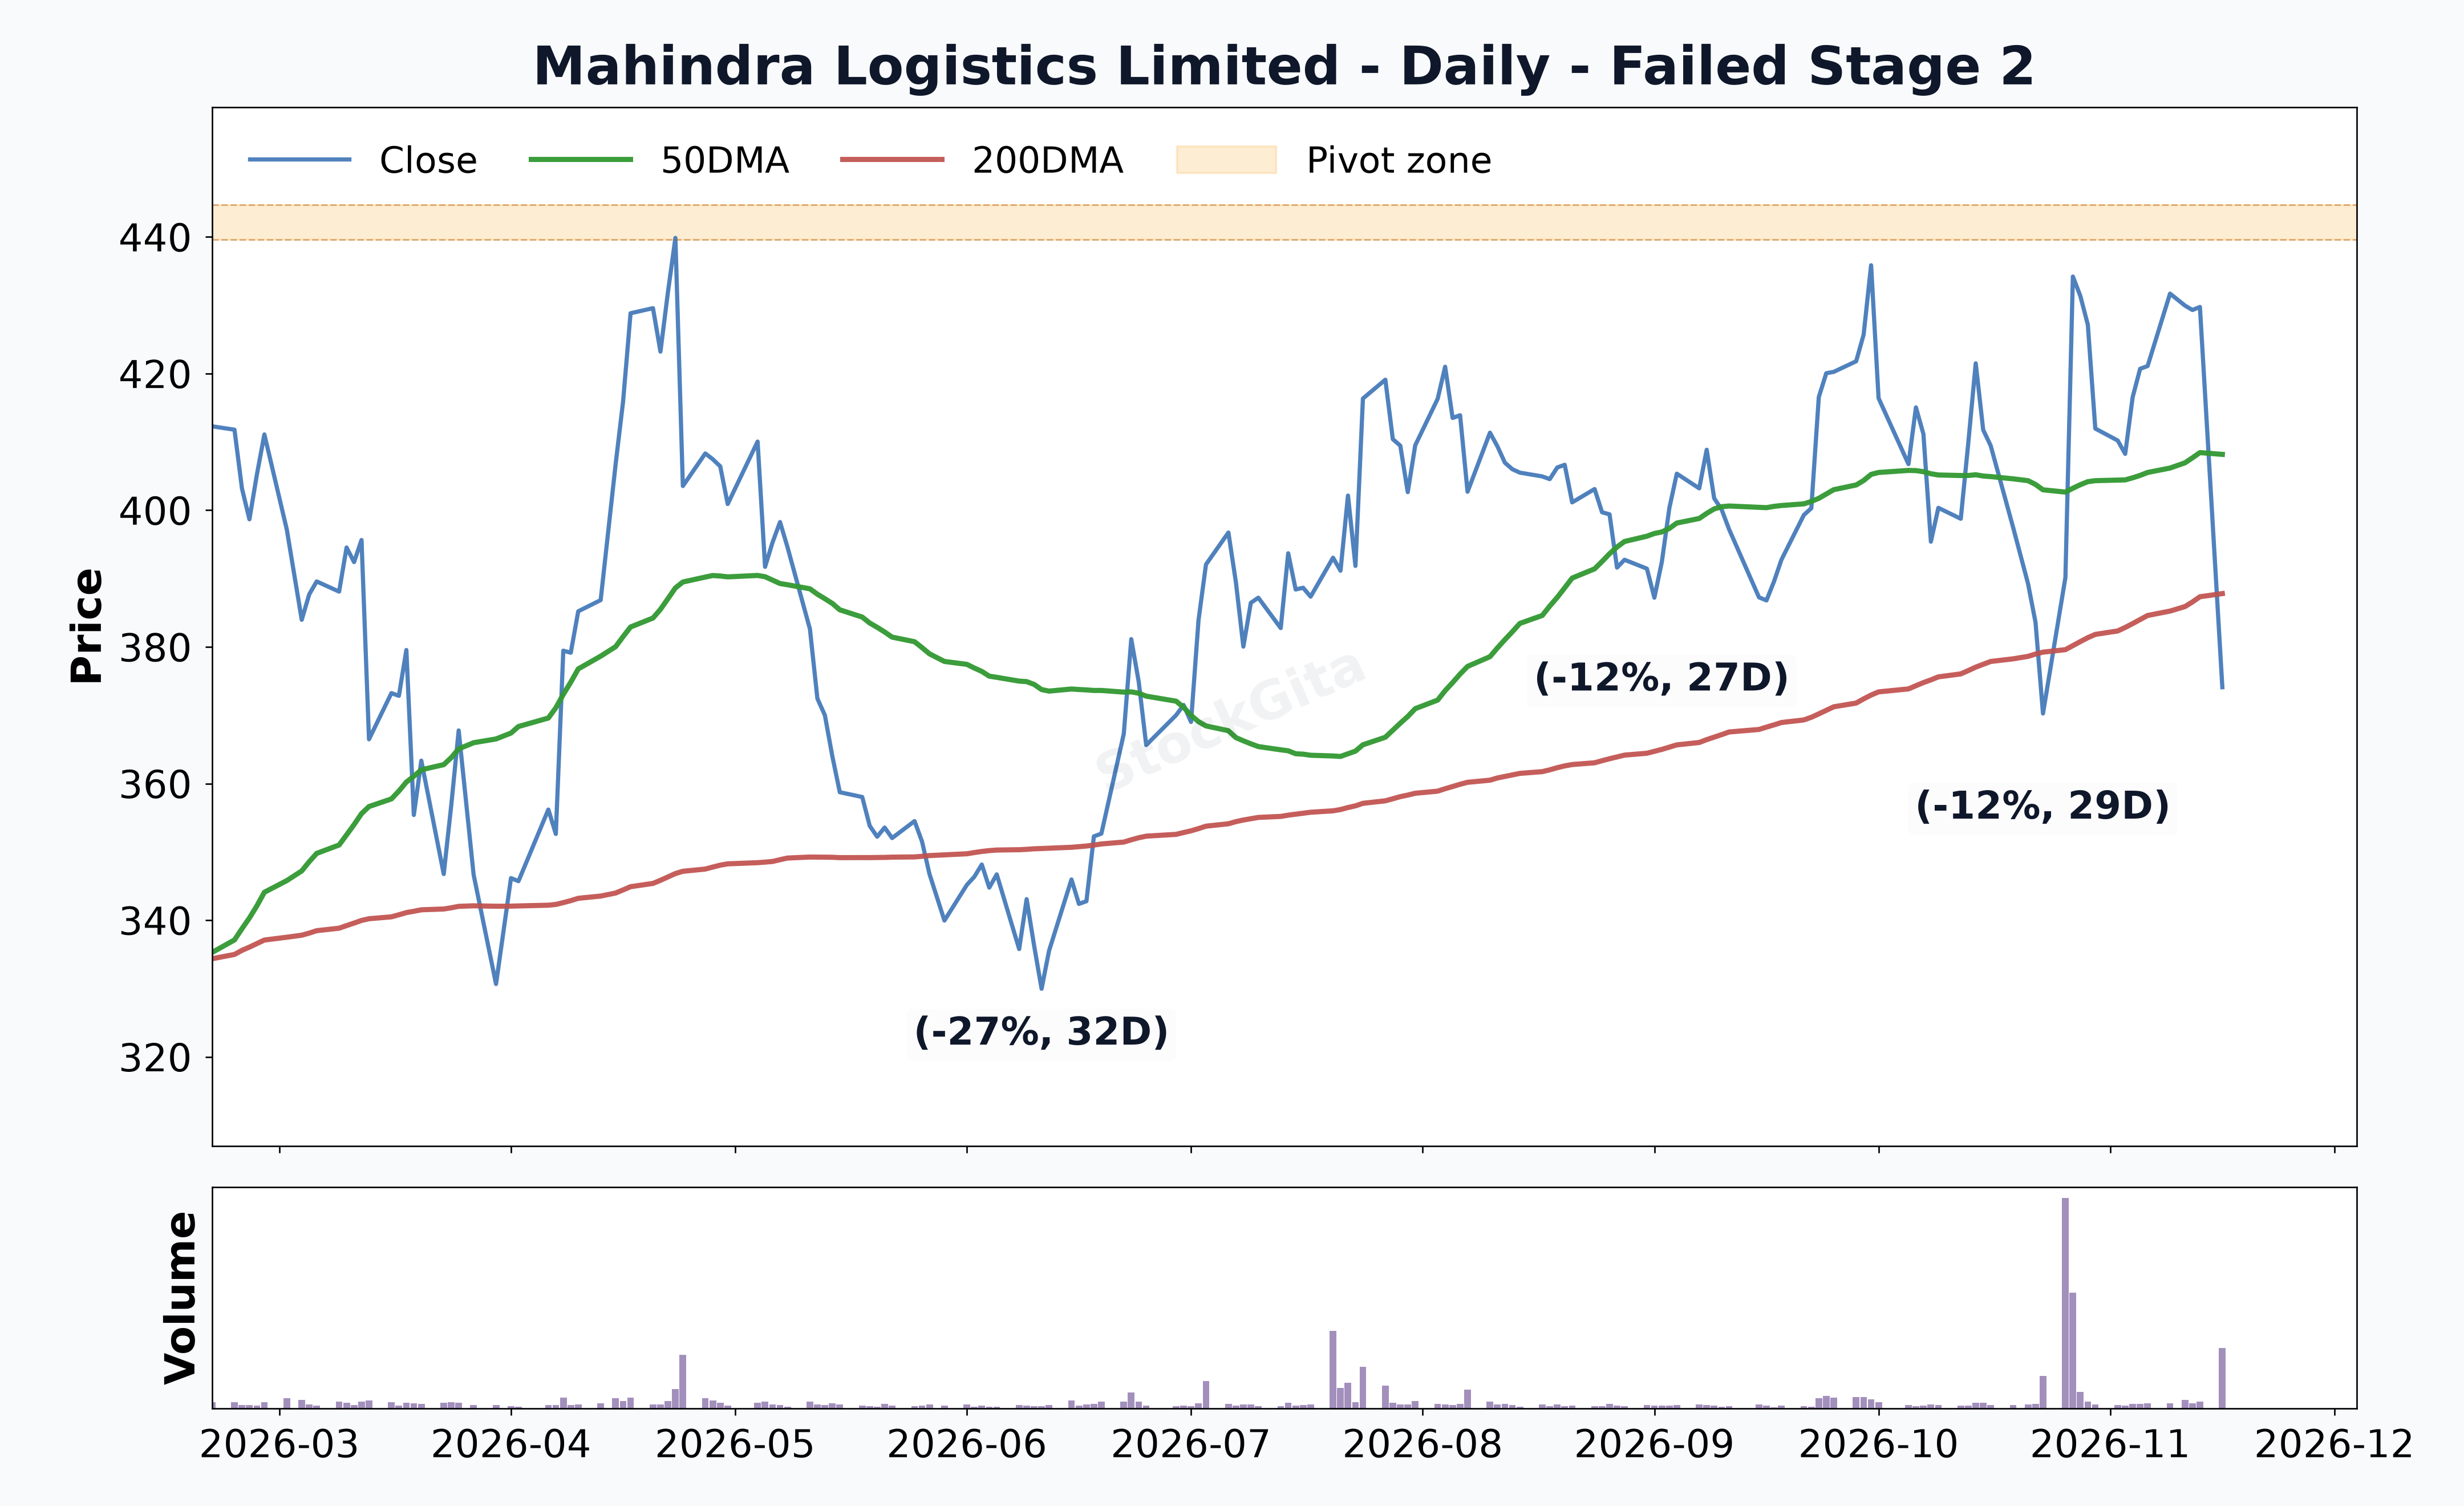 Mahindra Logistics Limited - Daily - Failed Stage 2
Close 50DMA 200DMA Pivot zone
440
420
400
380
360
340
320
Price
StockGita
(-12%, 27D)
(-12%, 29D)
(-27%, 32D)
Volume
2026-03 2026-04 2026-05 2026-06 2026-07 2026-08 2026-09 2026-10 2026-11 2026-12